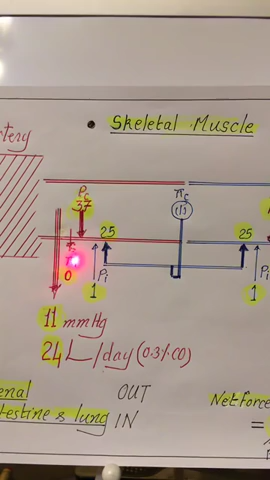 • Skeletal Muscle
tery
Pc
37
πc
25
25
0
Pi
Pi
1
1
11 mmHg
24 L/day (0.3% CO)
enal
OUT
testine & lung IN
Net force
=